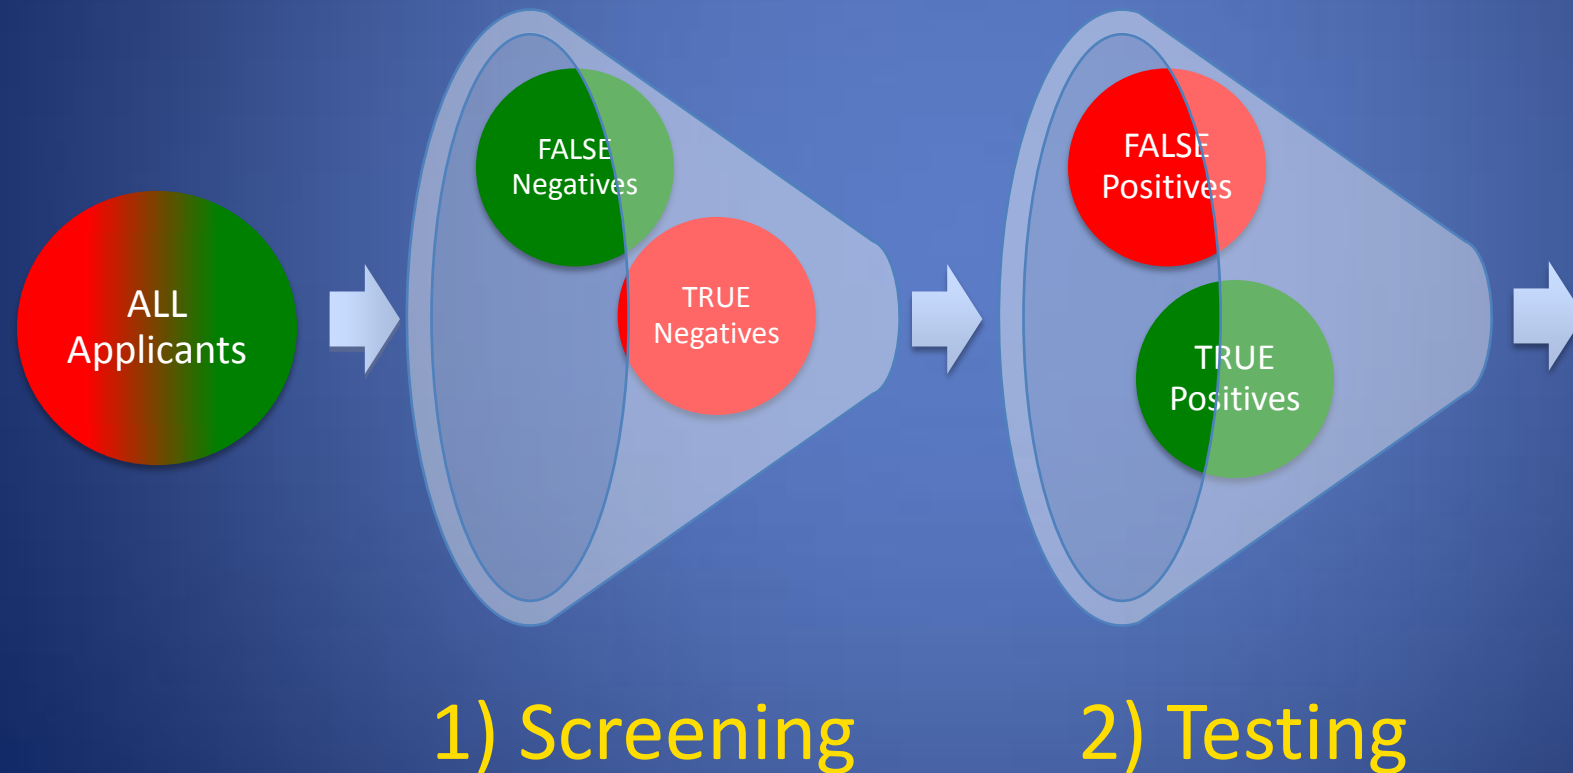 ALL
Applicants
FALSE
Negatives
TRUE
Negatives
FALSE
Positives
TRUE
Positives
1) Screening
2) Testing